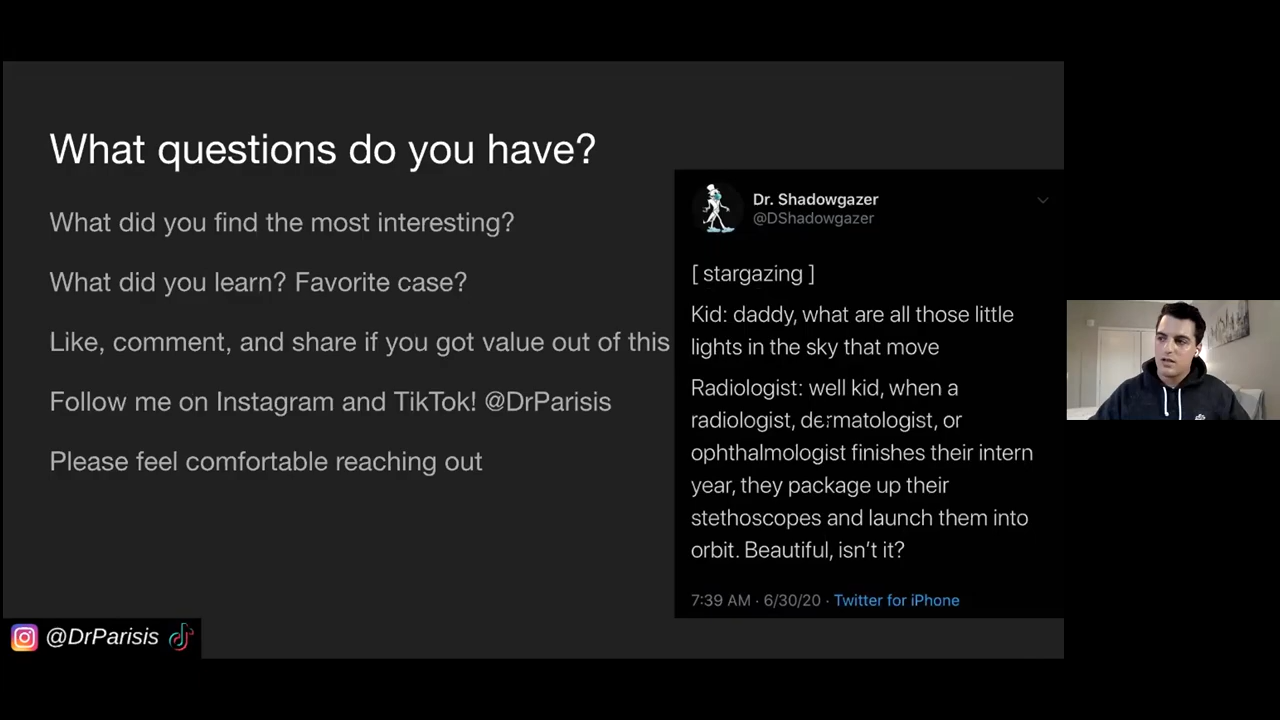 What questions do you have?
What did you find the most interesting?
What did you learn? Favorite case?
Like, comment, and share if you got value out of this
Follow me on Instagram and TikTok! @DrParisis
Please feel comfortable reaching out
Dr. Shadowgazer
@DShadowgazer
[ stargazing ]
Kid: daddy, what are all those little
lights in the sky that move
Radiologist: well kid, when a
radiologist, dermatologist, or
ophthalmologist finishes their intern
year, they package up their
stethoscopes and launch them into
orbit. Beautiful, isn't it?
7:39 AM · 6/30/20 · Twitter for iPhone
@DrParisis